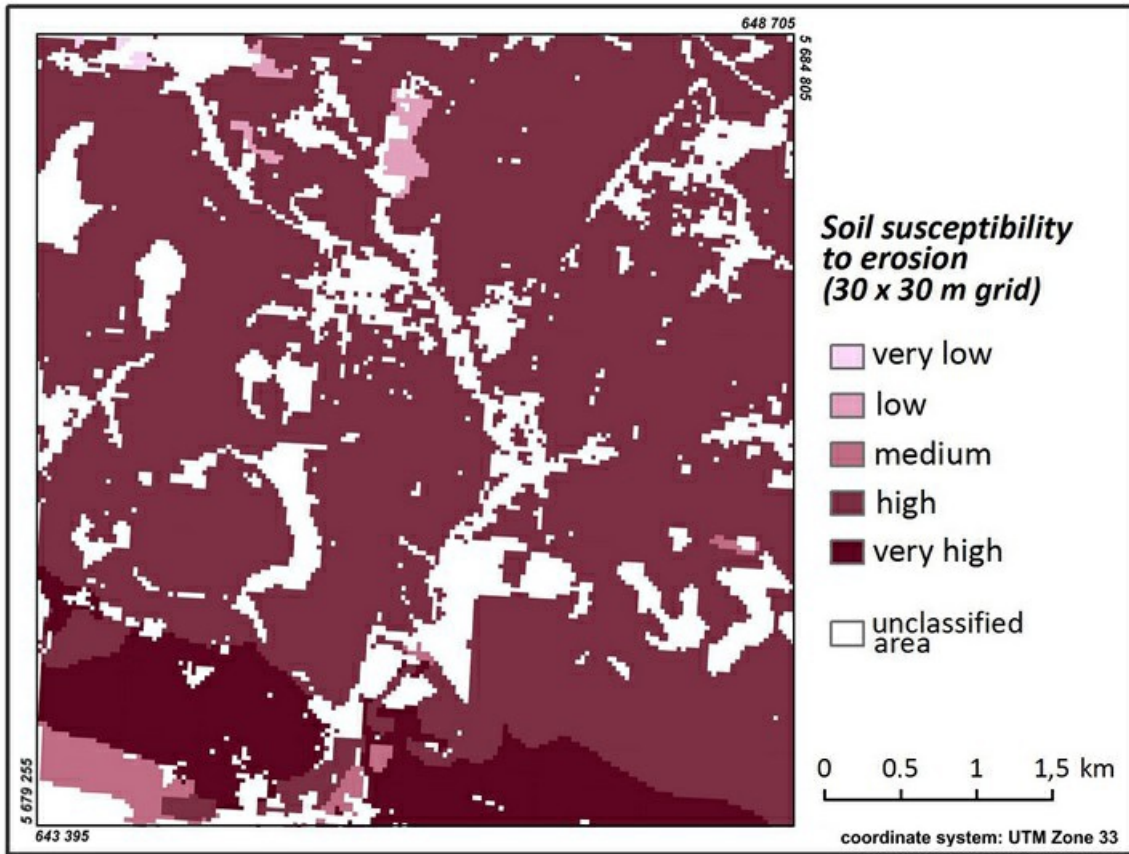 648 705
5 684 805
Soil susceptibility
to erosion
(30 x 30 m grid)
very low
low
medium
high
very high
unclassified
area
0 0.5 1 1,5 km
5 679 255
643 395
coordinate system: UTM Zone 33